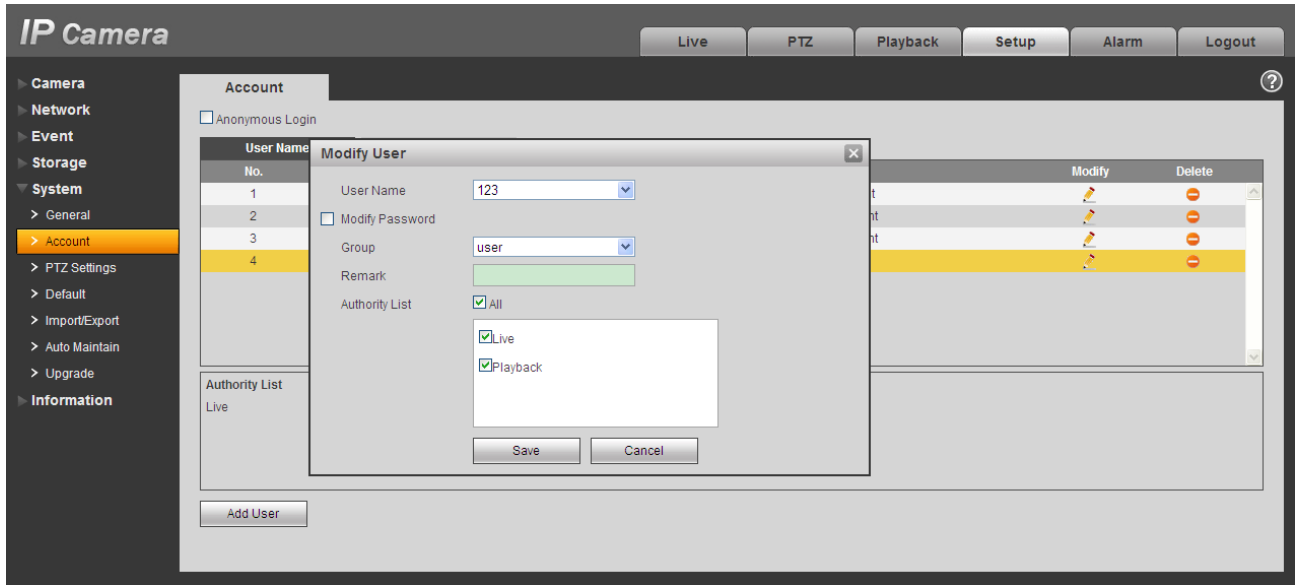 IP Camera
Live PTZ Playback Setup Alarm Logout
?
Camera
Network
Event
Storage
System
> General
> Account
> PTZ Settings
> Default
> Import/Export
> Auto Maintain
> Upgrade
Information
Account
Anonymous Login
User Name
No. Modify Delete
1
2
3
4
Modify User
User Name 123
Modify Password
Group user
Remark
Authority List All
Live
Playback
Save Cancel
Authority List
Live
Add User